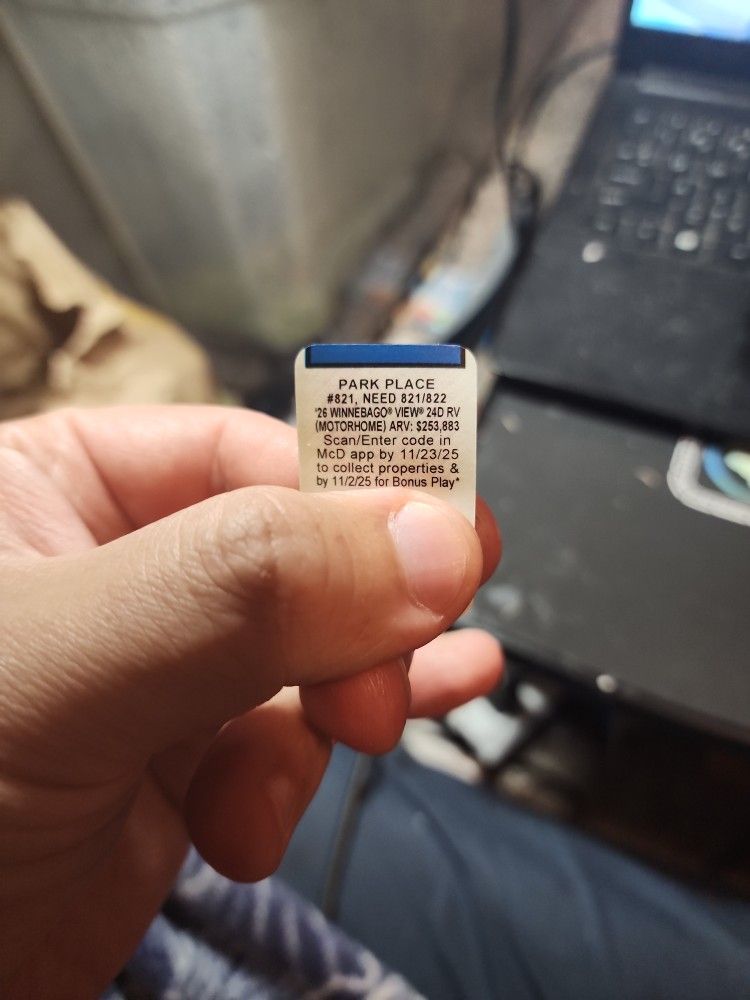 PARK PLACE
#821, NEED 821/822
'26 WINNEBAGO® VIEW® 24D RV
(MOTORHOME) ARV: $253,883
Scan/Enter code in
McD app by 11/23/25
to collect properties &
by 11/2/25 for Bonus Play*